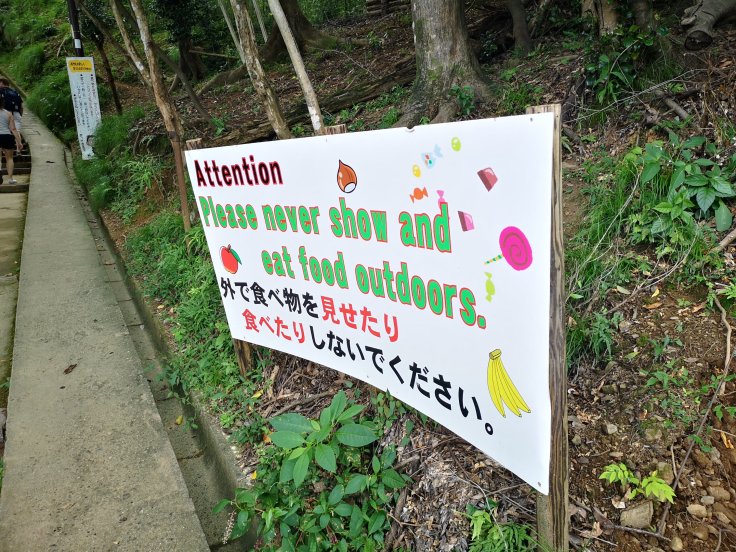 Attention
Please never show and
eat food outdoors.
外で食べ物を見せたり
食べたりしないでください。